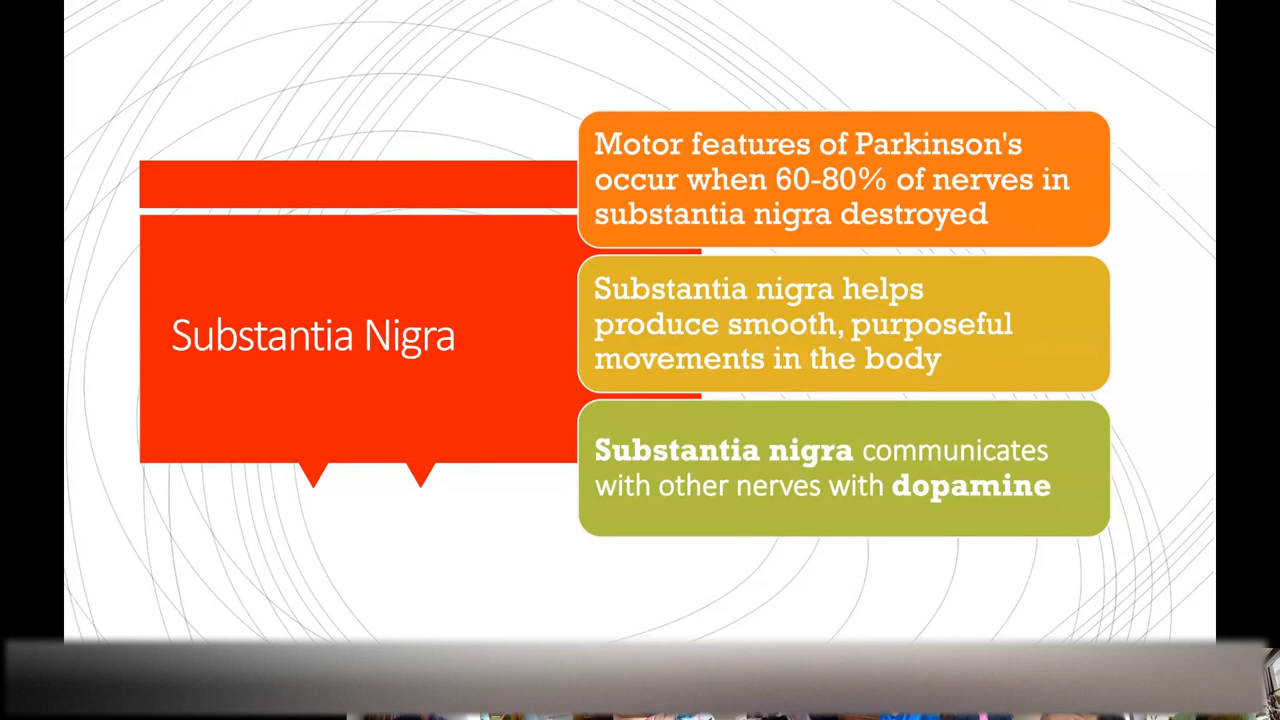 Substantia Nigra
Motor features of Parkinson's
occur when 60-80% of nerves in
substantia nigra destroyed
Substantia nigra helps
produce smooth, purposeful
movements in the body
Substantia nigra communicates
with other nerves with dopamine